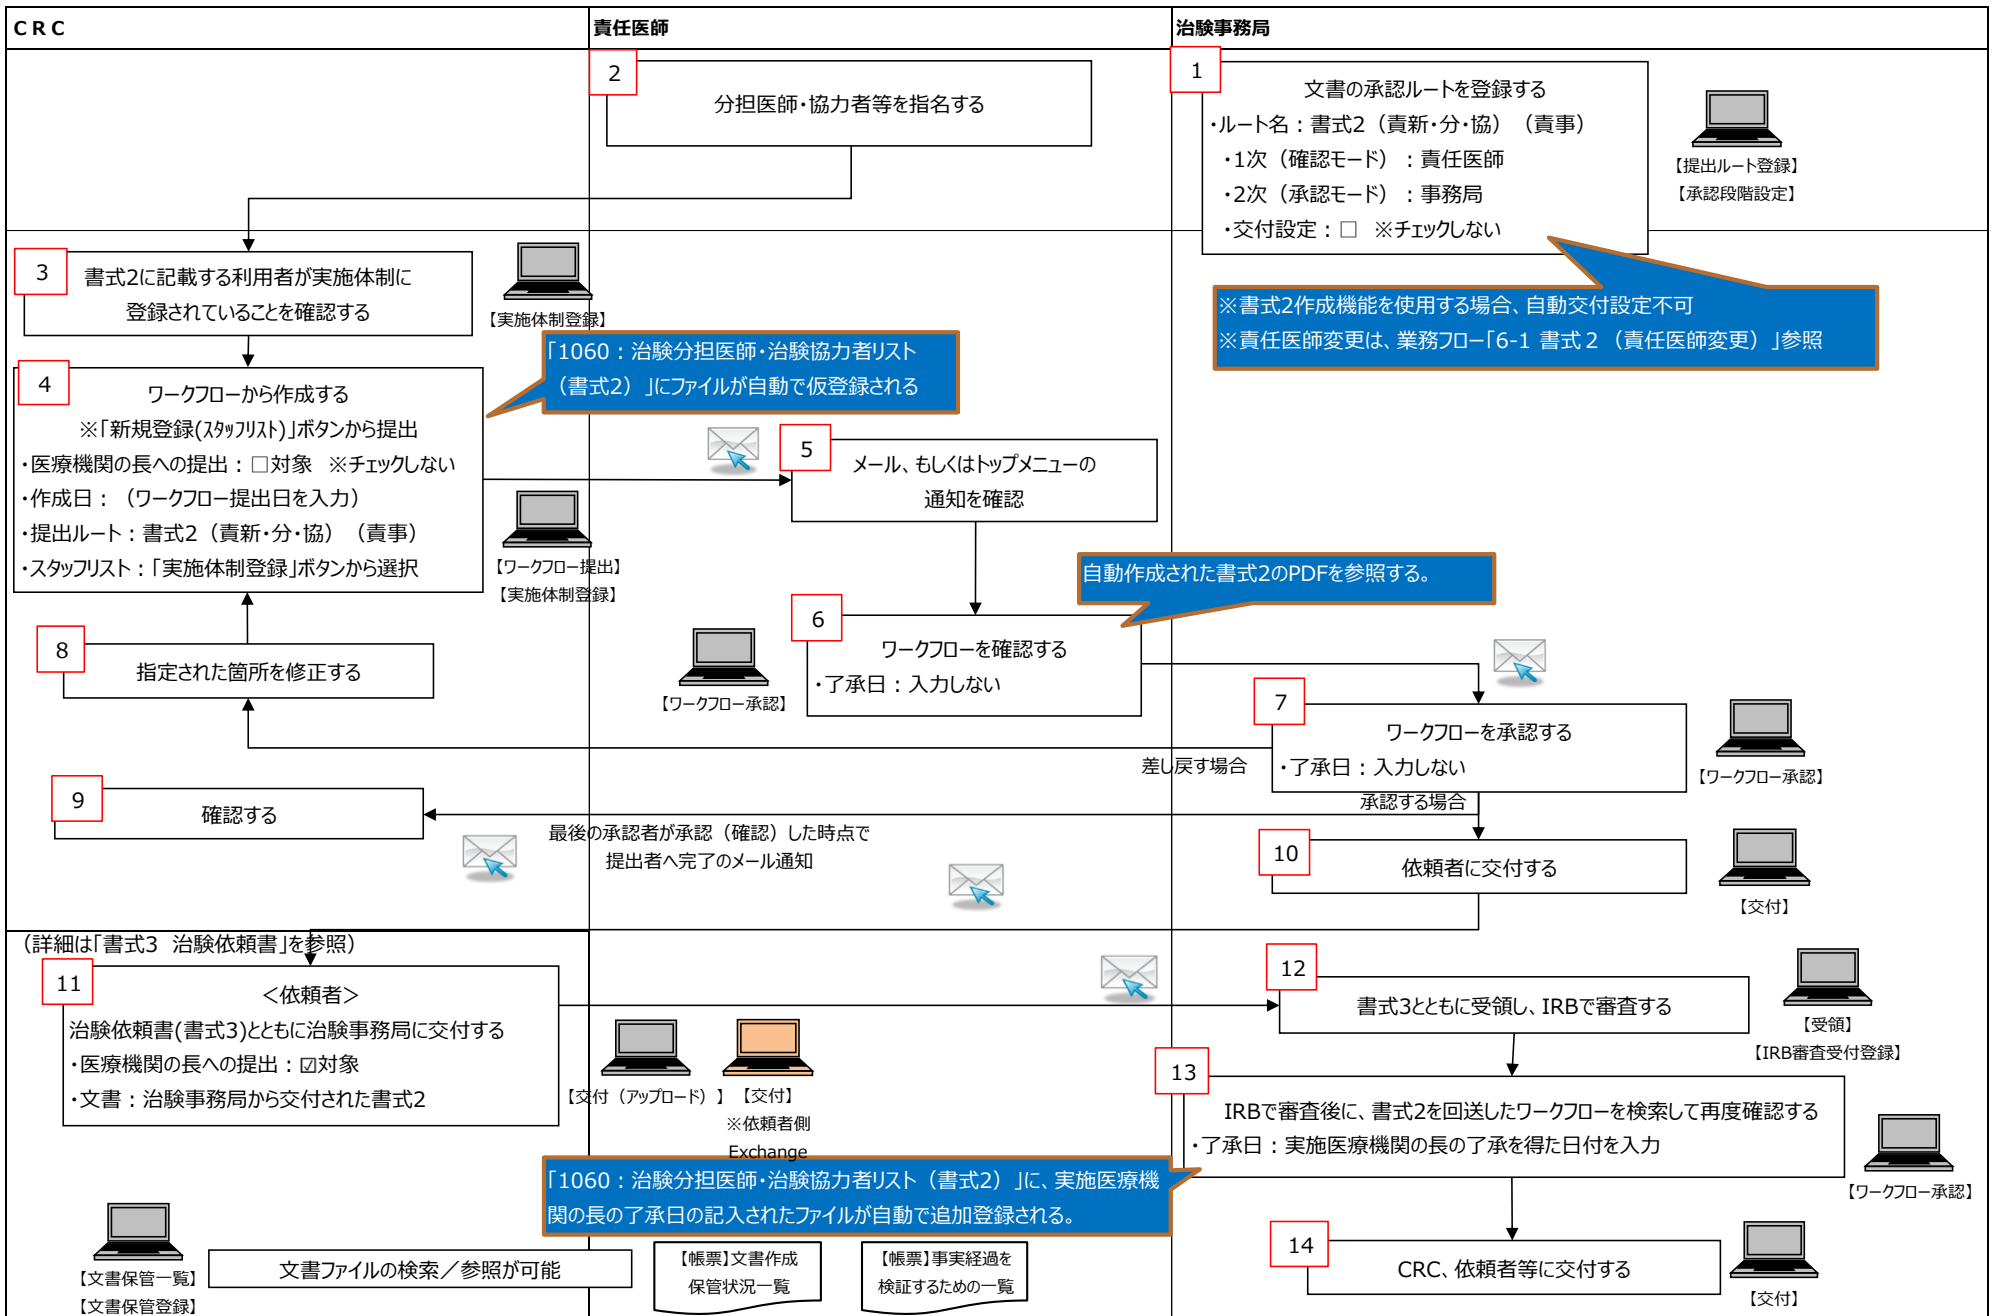 ＣＲＣ
責任医師
治験事務局
1
文書の承認ルートを登録する
・ルート名：書式2（責新・分・協）（責事）
・1次（確認モード）：責任医師
・2次（承認モード）：事務局
・交付設定：□ ※チェックしない
【提出ルート登録】
【承認段階設定】
2
分担医師・協力者等を指名する
※書式2作成機能を使用する場合、自動交付設定不可
※責任医師変更は、業務フロー「6-1 書式２（責任医師変更）」参照
3
書式2に記載する利用者が実施体制に
登録されていることを確認する
【実施体制登録】
「1060：治験分担医師・治験協力者リスト
（書式2）」にファイルが自動で仮登録される
4
ワークフローから作成する
※「新規登録(スタッフリスト)」ボタンから提出
・医療機関の長への提出：□対象 ※チェックしない
・作成日：（ワークフロー提出日を入力）
・提出ルート：書式2（責新・分・協）（責事）
・スタッフリスト：「実施体制登録」ボタンから選択
【ワークフロー提出】
【実施体制登録】
5
メール、もしくはトップメニューの
通知を確認
自動作成された書式2のPDFを参照する。
6
ワークフローを確認する
・了承日：入力しない
【ワークフロー承認】
7
ワークフローを承認する
・了承日：入力しない
【ワークフロー承認】
差し戻す場合
承認する場合
8
指定された箇所を修正する
9
確認する
最後の承認者が承認（確認）した時点で
提出者へ完了のメール通知
10
依頼者に交付する
【交付】
（詳細は「書式3 治験依頼書」を参照）
11
＜依頼者＞
治験依頼書(書式3)とともに治験事務局に交付する
・医療機関の長への提出：☑対象
・文書：治験事務局から交付された書式2
【交付（アップロード）】
【交付】
※依頼者側
Exchange
12
書式3とともに受領し、IRBで審査する
【受領】
【IRB審査受付登録】
13
IRBで審査後に、書式2を回送したワークフローを検索して再度確認する
・了承日：実施医療機関の長の了承を得た日付を入力
【ワークフロー承認】
「1060：治験分担医師・治験協力者リスト（書式2）」に、実施医療機
関の長の了承日の記入されたファイルが自動で追加登録される。
14
CRC、依頼者等に交付する
【交付】
【文書保管一覧】
【文書保管登録】
文書ファイルの検索／参照が可能
【帳票】文書作成
保管状況一覧
【帳票】事実経過を
検証するための一覧